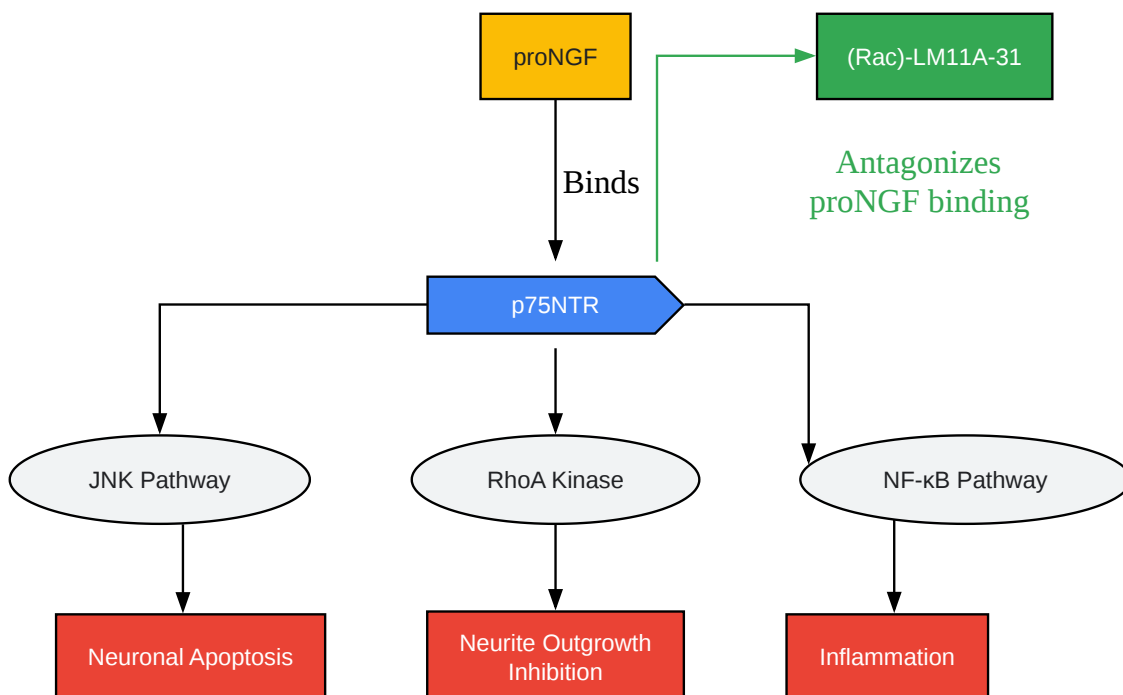 proNGF
(Rac)-LM11A-31
Binds
Antagonizes
proNGF binding
p75NTR
JNK Pathway
RhoA Kinase
NF-κB Pathway
Neuronal Apoptosis
Neurite Outgrowth
Inhibition
Inflammation